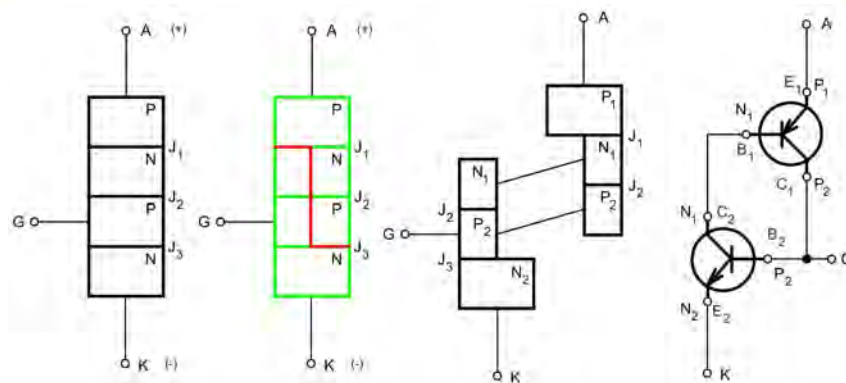 A (+)
P
J1
N
J2
P
G
J3
N
K (-)
A (+)
P
J1
N
J2
P
G
J3
N
K (-)
A
P1
J1
N1
N1
J2
J2
P2
G
P2
J3
N2
K
A
E1 P1
N1
B1
C1 P2
N1 C2
B2
G
P2
N2 E2
K